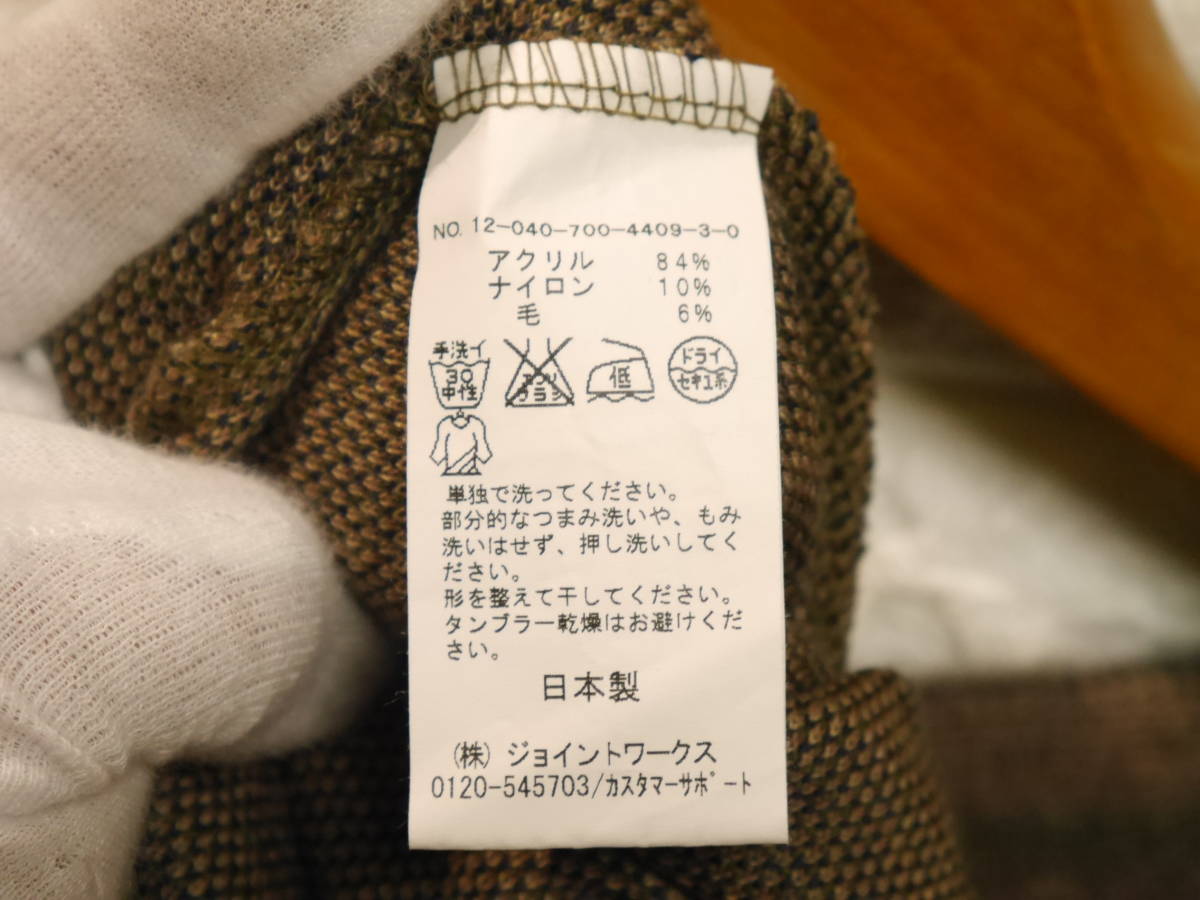 NO. 12-040-700-4409-3-0
アクリル 84%
ナイロン 10%
毛 6%
手洗イ
30
中性
エンソ
サラシ
低
ドライ
セキユ系
単独で洗ってください。
部分的なつまみ洗いや、もみ
洗いはせず、押し洗いしてく
ださい。
形を整えて干してください。
タンブラー乾燥はお避けくだ
さい。
日本製
(株) ジョイントワークス
0120-545703/カスタマーサポート